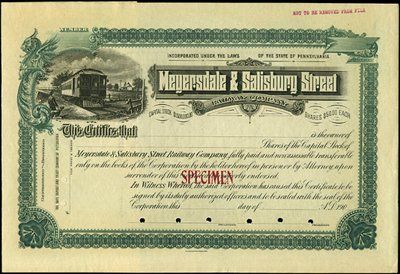 NOT TO BE REMOVED FROM FILE
NUMBER
INCORPORATED UNDER THE LAWS OF THE STATE OF PENNSYLVANIA.
Meyersdale & Salisbury Street
RAILWAY COMPANY
CAPITAL STOCK
SHARES $50.00 EACH
This Certifies that
is the owner of
Shares of the Capital Stock of
Meyersdale & Salisbury Street Railway Company, fully paid and non assessable transferable
only on the books of the Corporation by the holder hereof in person or by Attorney upon
surrender of this Certificate properly endorsed.
SPECIMEN
In Witness Whereof, the said Corporation has caused this Certificate to be
signed by its duly authorized officers and to be sealed with the seal of the
Corporation this day of A.D. 190